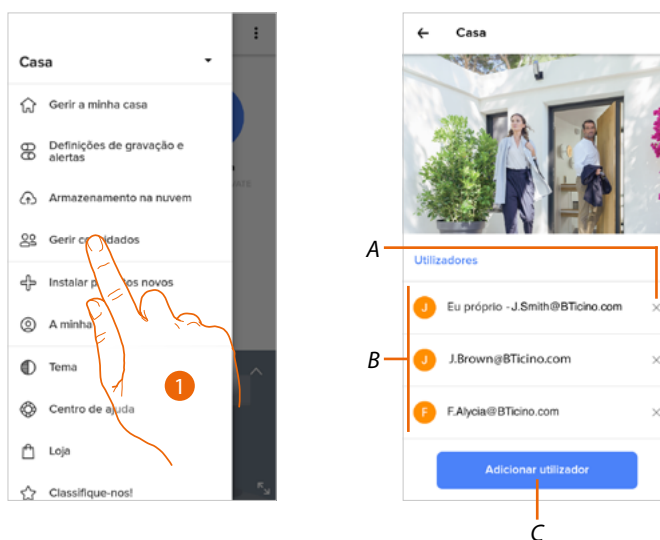 Casa
Gerir a minha casa
Definições de gravação e
alertas
Armazenamento na nuvem
Gerir
Instalar novos
A minha
Tema
Centro de ajuda
Loja
Classifique-nos!
1
Casa
A
Utilizadores
J
Eu próprio - J.Smith@BTicino.com
B
J
J.Brown@BTicino.com
F
F.Alycia@BTicino.com
Adicionar utilizador
C